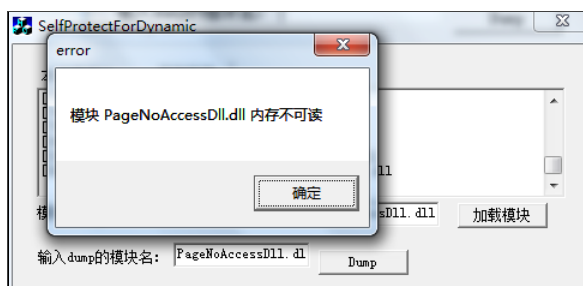 SelfProtectForDynamic
error
模块 PageNoAccessDll.dll 内存不可读
确定
sDll.dll
加载模块
输入dump的模块名：
PageNoAccessDll.dl
Dump